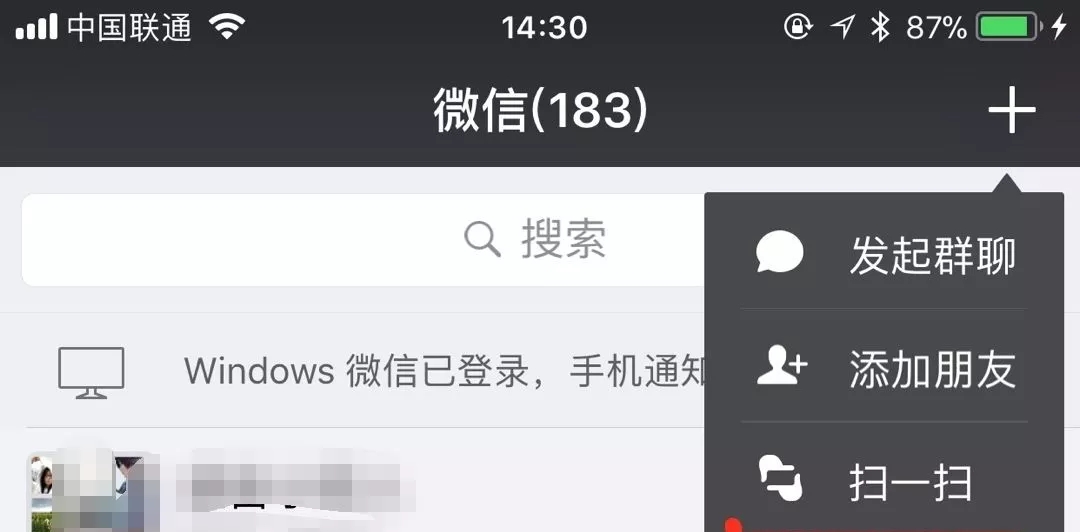 中国联通 14:30 87%
微信(183)
搜索
发起群聊
Windows 微信已登录，手机通知
添加朋友
扫一扫